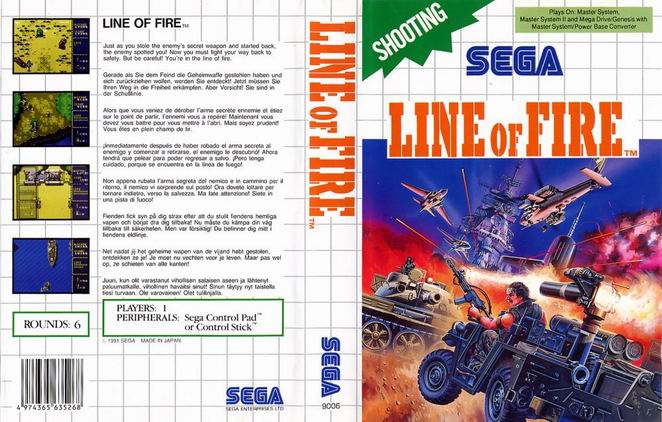 LINE OF FIRE™
Just as you stole the enemy's secret weapon and started back,
the enemy spotted you! Now you must fight your way back to
safety. But be careful! You're in the line of fire.
Gerade als Sie dem Feind die Geheimwaffe gestohlen haben und
sich zurückziehen wollen, werden Sie entdeckt! Jetzt müssen Sie
Ihren Weg in die Freiheit erkämpfen. Aber Vorsicht! Sie sind in
der Schußlinie.
Alors que vous veniez de dérober l'arme secrète ennemie et étiez
sur le point de partir, l'ennemi vous a repéré! Maintenant vous
devez vous battre pour vous mettre à l'abri. Mais soyez prudent!
Vous êtes en plein champ de tir.
¡Inmediatamente después de haber robado el arma secreta al
enemigo y comenzar a retirarse, el enemigo le descubrió! Ahora
tendrá que pelear para poder regresar a salvo. ¡Pero tenga
cuidado, porque se encuentra en la línea de fuego!
Non appena rubata l'arma segreta del nemico e in cammino per il
ritorno, il nemico vi sorprende sul posto! Ora dovete lottare per
tornare indietro, verso la salvezza. Ma fate attenzione! Siete in
una pista di fuoco!
Fienden fick syn på dig strax efter att du stulit fiendens hemliga
vapen och börjat dra dig tillbaka! Nu måste du kämpa din väg
tillbaka till säkerheten. Men var försiktig! Du befinner dig mitt i
fiendens eldlinje.
Net nadat jij het geheime wapen van de vijand hebt gestolen,
ontdekken ze je! Je moet nu vechten voor je leven. Maar pas wel
op, ze schieten van alle kanten!
Juuri, kun olit varastanut vihollisen salaisen aseen ja lähtenyt
paluumatkalle, vihollinen havaitsi sinut! Sinun täytyy nyt taistella
tiesi turvaan. Ole varovainen! Olet tulilinjalla.
ROUNDS: 6
PLAYERS: 1
PERIPHERALS: Sega Control Pad™
or Control Stick™
© 1991 SEGA MADE IN JAPAN
4 974365 635268
SEGA
SEGA ENTERPRISES LTD
LINE OF FIRE™
SEGA
9006
SHOOTING
Plays On: Master System,
Master System II and Mega Drive/Genesis with
Master System/Power Base Converter
SEGA
LINE OF FIRE™